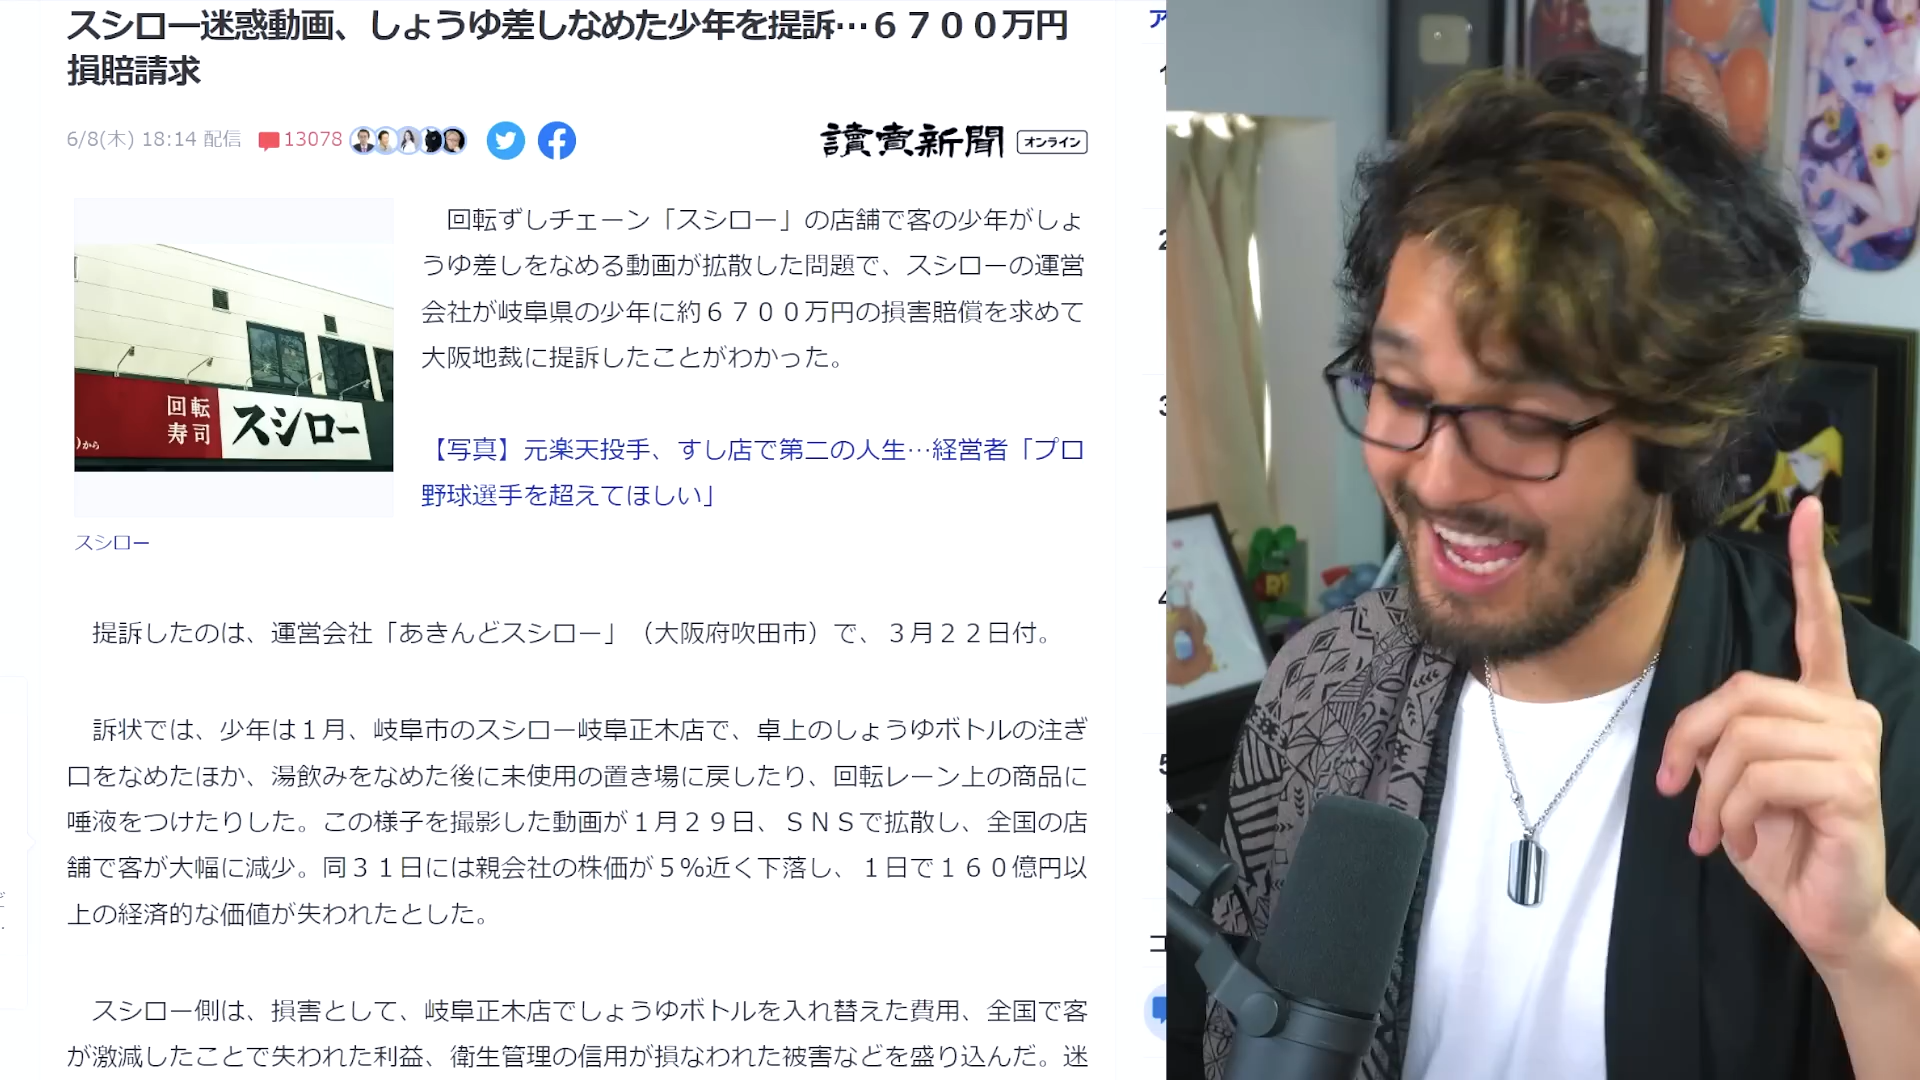 スシロー迷惑動画、しょうゆ差しなめた少年を提訴…６７００万円
損賠請求
6/8(木) 18:14 配信
13078
讀賣新聞 オンライン
回転
寿司
スシロー
から
回転ずしチェーン「スシロー」の店舗で客の少年がしょ
うゆ差しをなめる動画が拡散した問題で、スシローの運営
会社が岐阜県の少年に約６７００万円の損害賠償を求めて
大阪地裁に提訴したことがわかった。
【写真】元楽天投手、すし店で第二の人生…経営者「プロ
野球選手を超えてほしい」
スシロー
提訴したのは、運営会社「あきんどスシロー」（大阪府吹田市）で、３月２２日付。
訴状では、少年は１月、岐阜市のスシロー岐阜正木店で、卓上のしょうゆボトルの注ぎ
口をなめたほか、湯飲みをなめた後に未使用の置き場に戻したり、回転レーン上の商品に
唾液をつけたりした。この様子を撮影した動画が１月２９日、ＳＮＳで拡散し、全国の店
舗で客が大幅に減少。同３１日には親会社の株価が５％近く下落し、１日で１６０億円以
上の経済的な価値が失われたとした。
スシロー側は、損害として、岐阜正木店でしょうゆボトルを入れ替えた費用、全国で客
が激減したことで失われた利益、衛生管理の信用が損なわれた被害などを盛り込んだ。迷